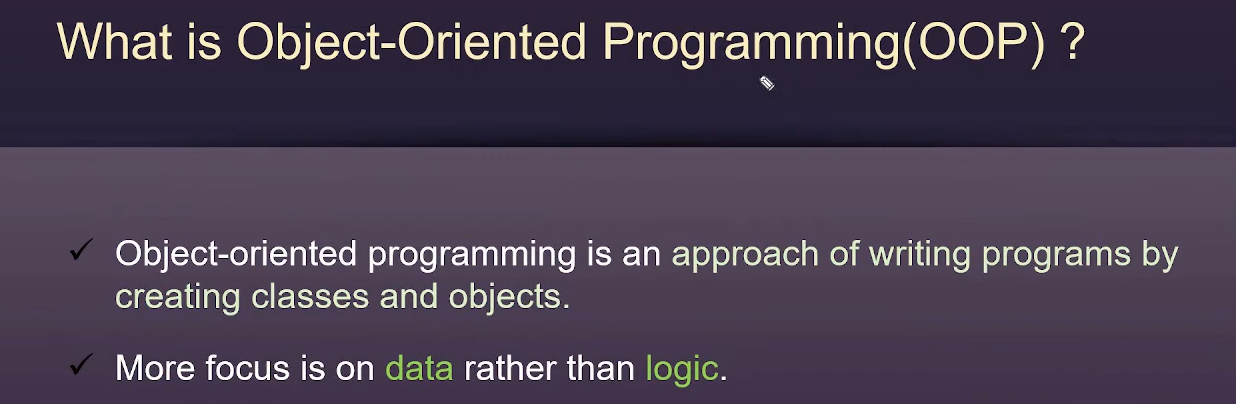 What is Object-Oriented Programming(OOP) ?
Object-oriented programming is an approach of writing programs by
creating classes and objects.
More focus is on data rather than logic.